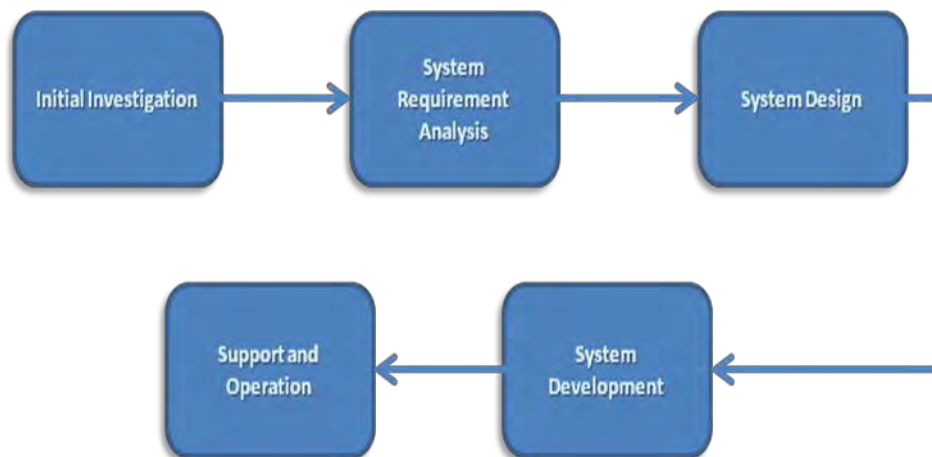 Initial Investigation
System
Requirement
Analysis
System Design
System
Development
Support and
Operation